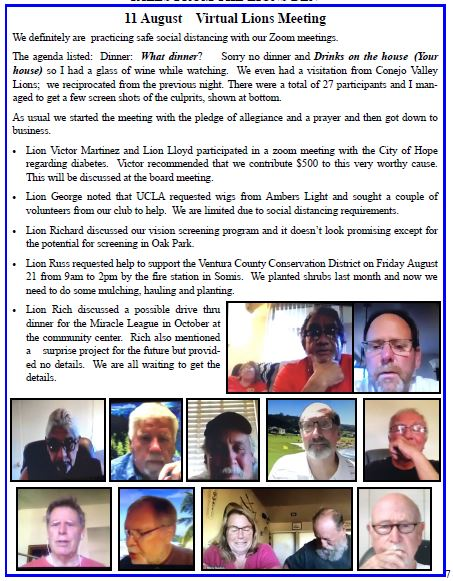 11 August Virtual Lions Meeting
We definitely are practicing safe social distancing with our Zoom meetings.
The agenda listed: Dinner: What dinner? Sorry no dinner and Drinks on the house (Your
house) so I had a glass of wine while watching. We even had a visitation from Conejo Valley
Lions; we reciprocated from the previous night. There were a total of 27 participants and I man-
aged to get a few screen shots of the culprits, shown at bottom.
As usual we started the meeting with the pledge of allegiance and a prayer and then got down to
business.
• Lion Victor Martinez and Lion Lloyd participated in a zoom meeting with the City of Hope
regarding diabetes. Victor recommended that we contribute $500 to this very worthy cause.
This will be discussed at the board meeting.
• Lion George noted that UCLA requested wigs from Ambers Light and sought a couple of
volunteers from our club to help. We are limited due to social distancing requirements.
• Lion Richard discussed our vision screening program and it doesn't look promising except for
the potential for screening in Oak Park.
• Lion Russ requested help to support the Ventura County Conservation District on Friday August
21 from 9am to 2pm by the fire station in Somis. We planted shrubs last month and now we
need to do some mulching, hauling and planting.
• Lion Rich discussed a possible drive thru
dinner for the Miracle League in October at
the community center. Rich also mentioned
a surprise project for the future but provid-
ed no details. We are all waiting to get the
details.
7